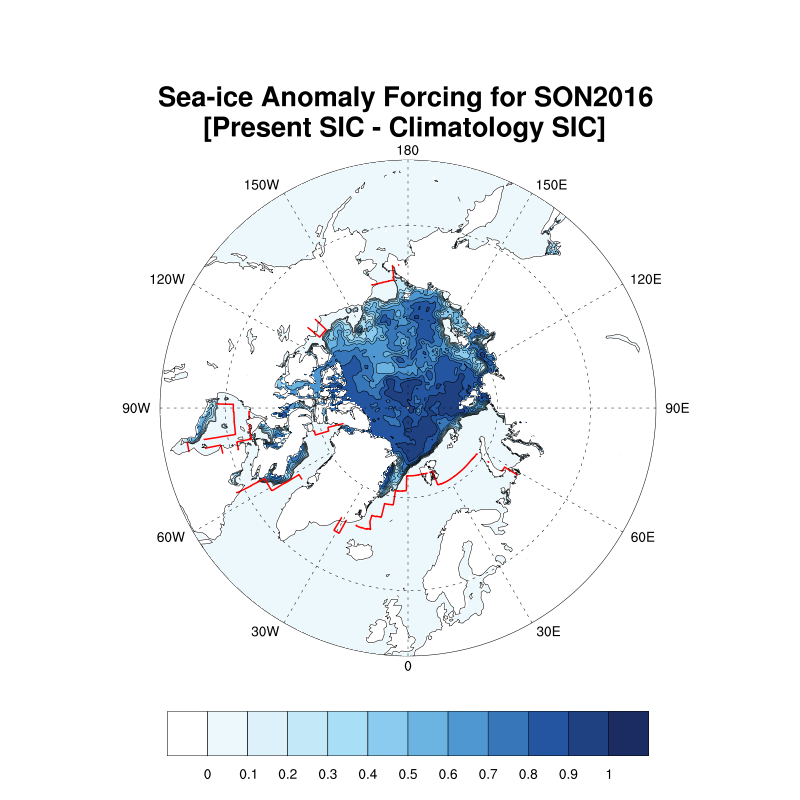 Sea-ice Anomaly Forcing for SON2016
[Present SIC - Climatology SIC]
180
150W
150E
120W
120E
90W
90E
60W
60E
30W
30E
0
0 0.1 0.2 0.3 0.4 0.5 0.6 0.7 0.8 0.9 1